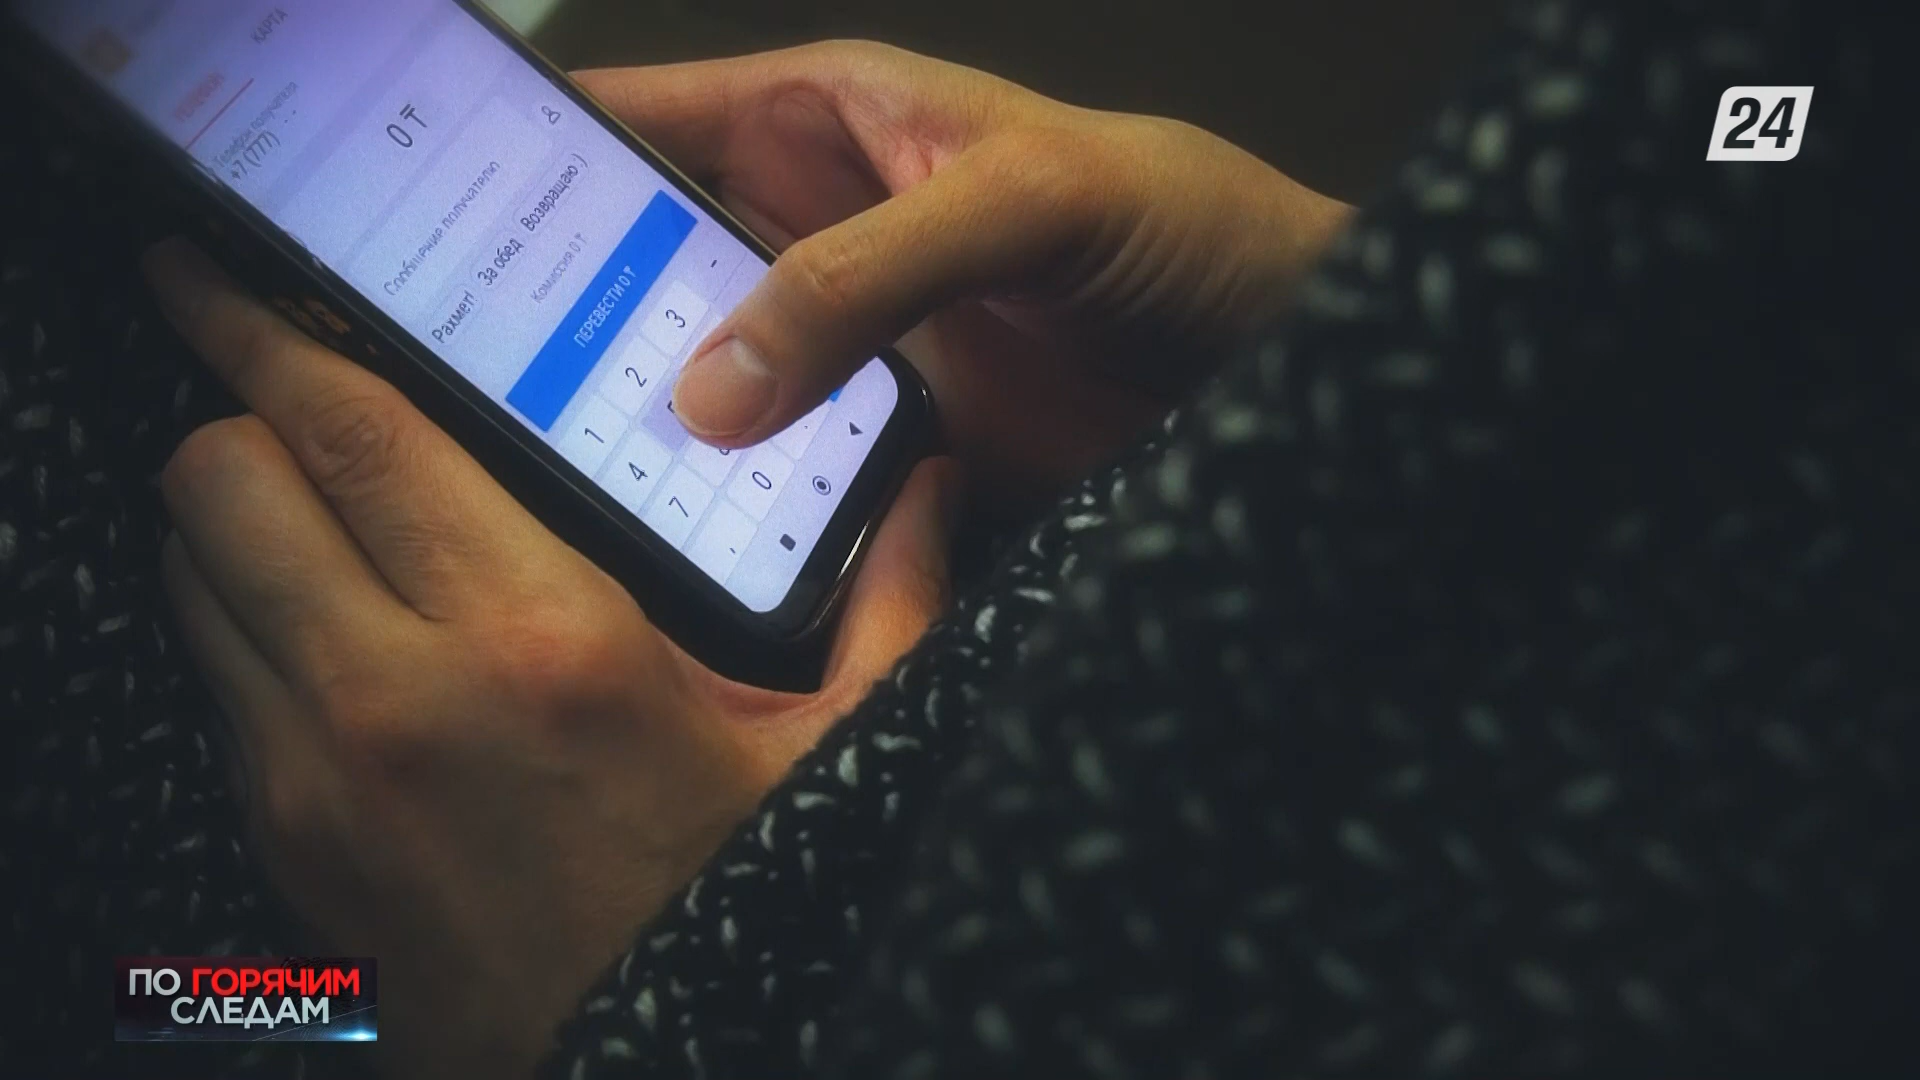 КАРТА
ТЕЛЕФОН
Телефон получателя
+7 (777)
0 ₸
Сообщение получателю
Рахмет! За обед Возвращаю:)
Комиссия 0 ₸
ПЕРЕВЕСТИ 0 ₸
1 2 3 -
4
7
, 0 .
24
ПО ГОРЯЧИМ
СЛЕДАМ